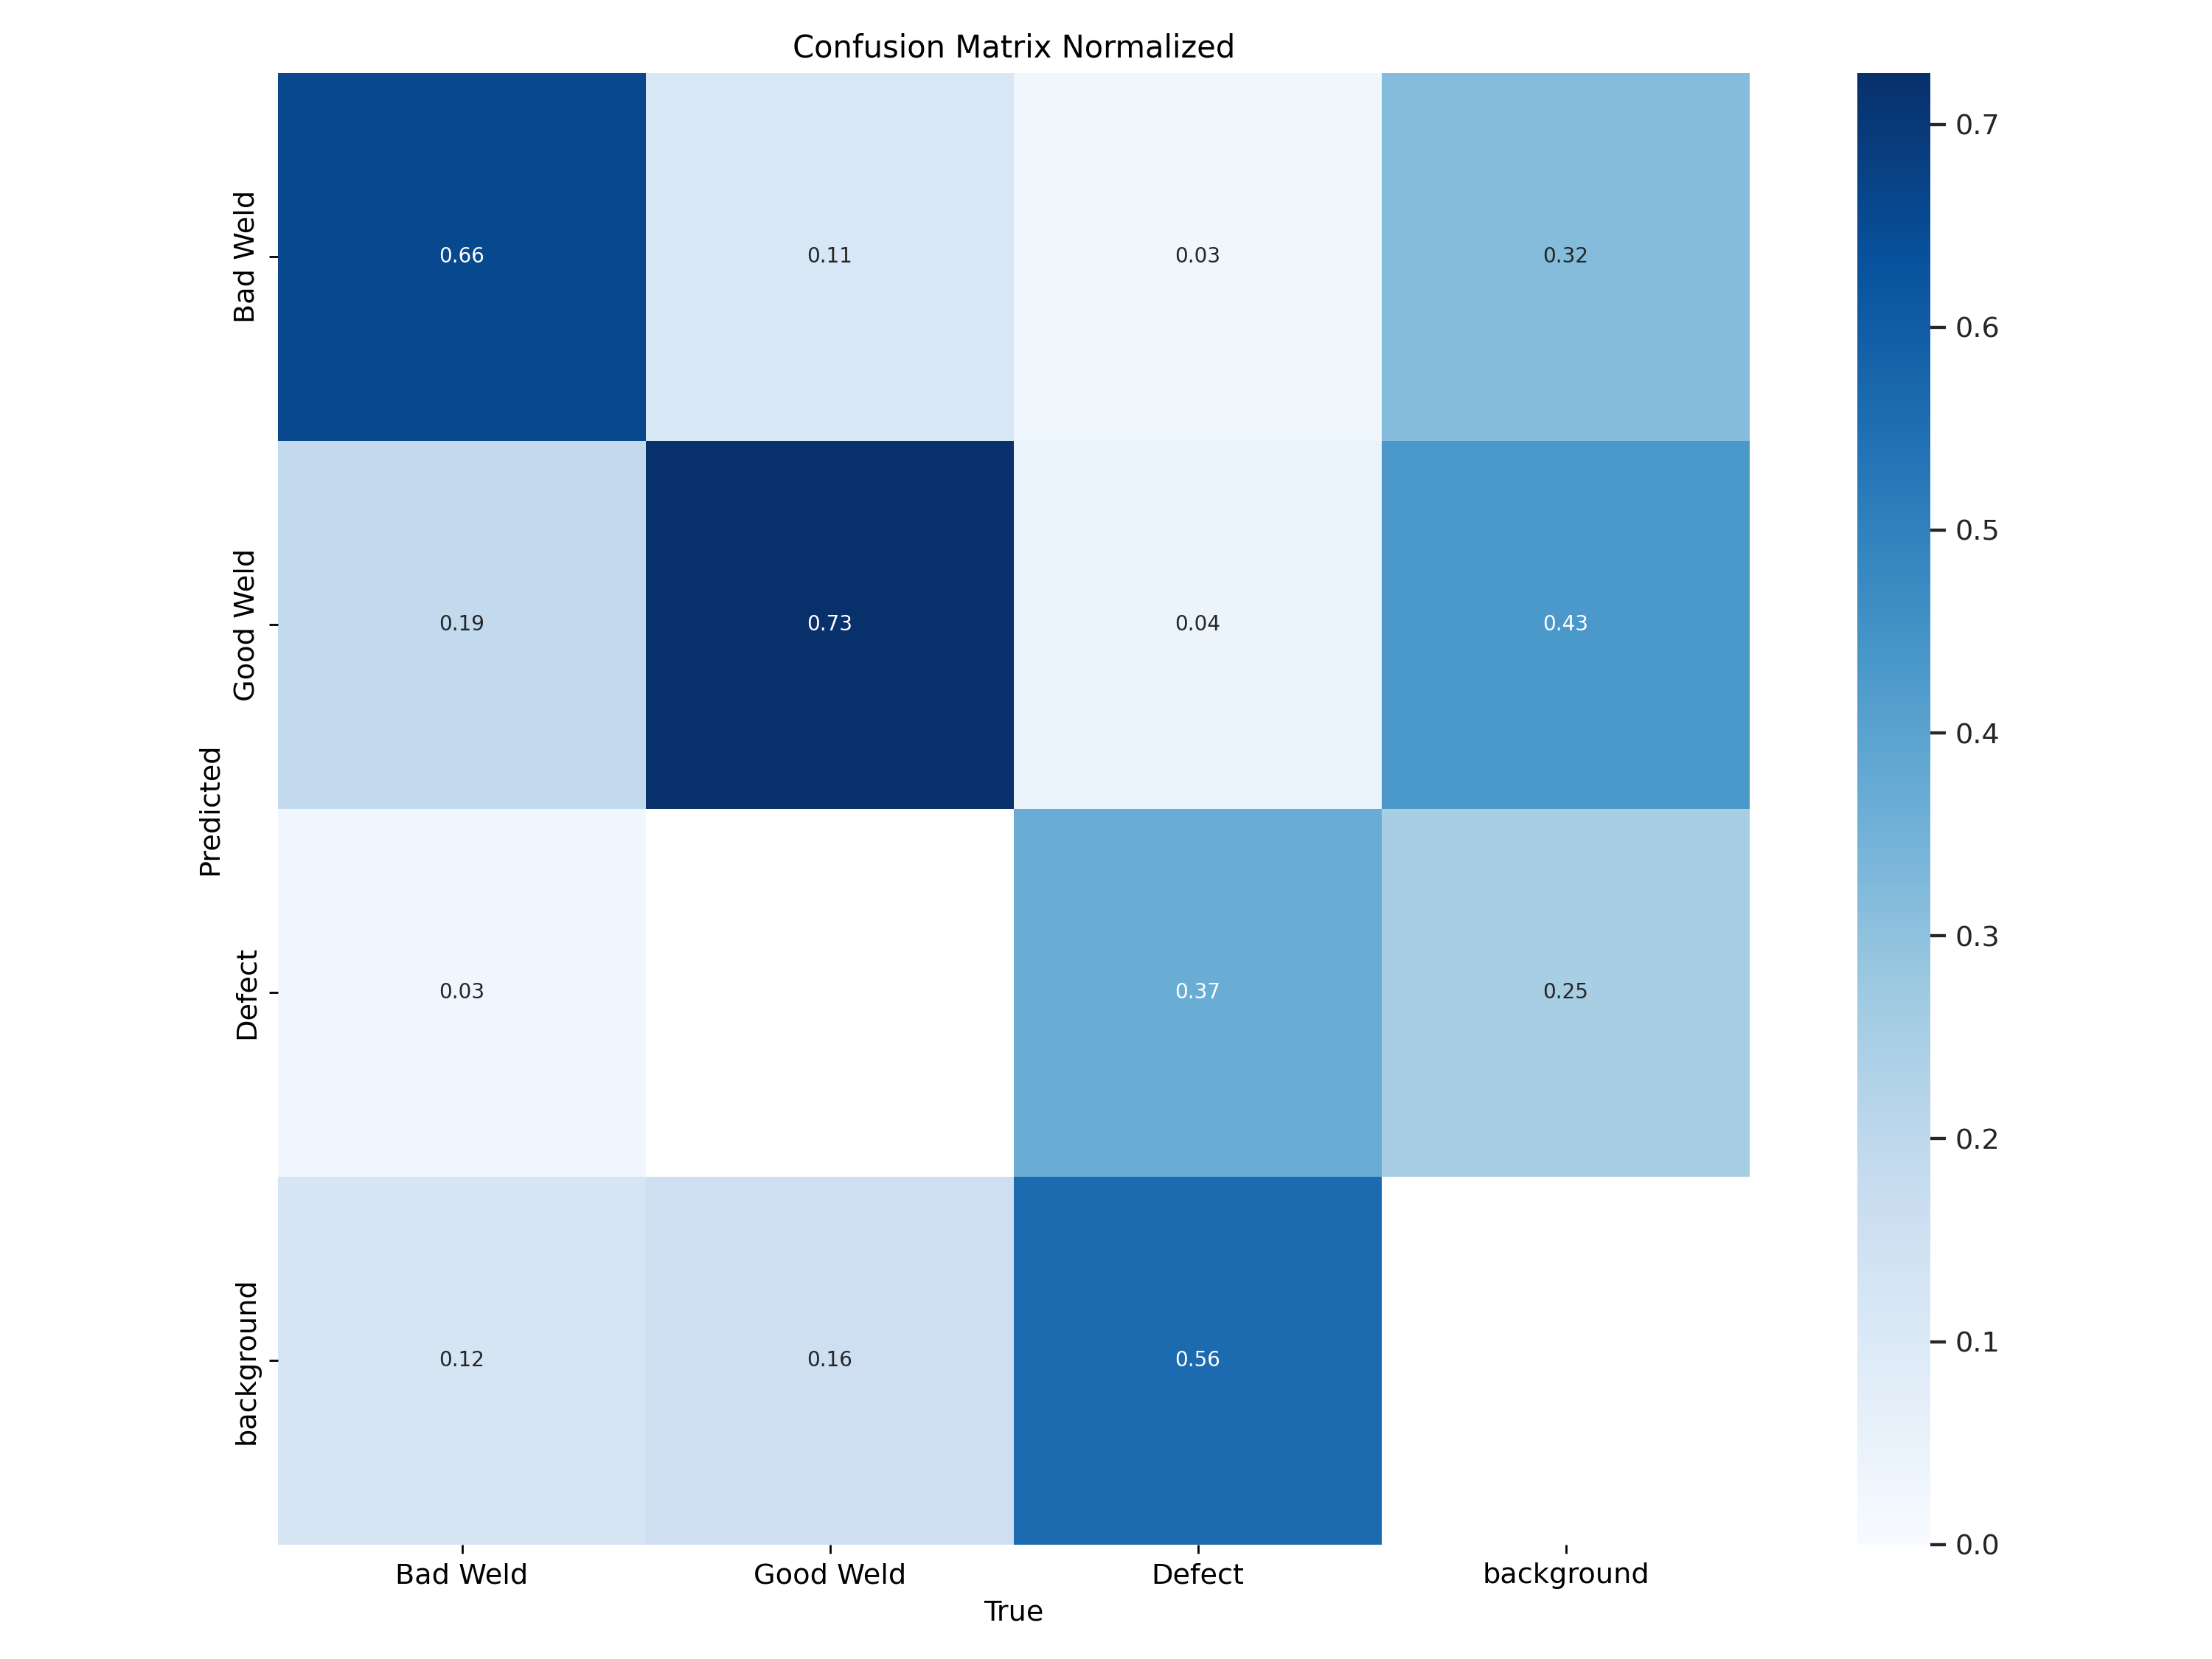 Confusion Matrix Normalized
Bad Weld
0.66
0.11
0.03
0.32
0.7
0.6
Good Weld
0.19
0.73
0.04
0.43
0.5
0.4
Predicted
Defect
0.03
0.37
0.25
0.3
0.2
background
0.12
0.16
0.56
0.1
0.0
Bad Weld
Good Weld
Defect
background
True